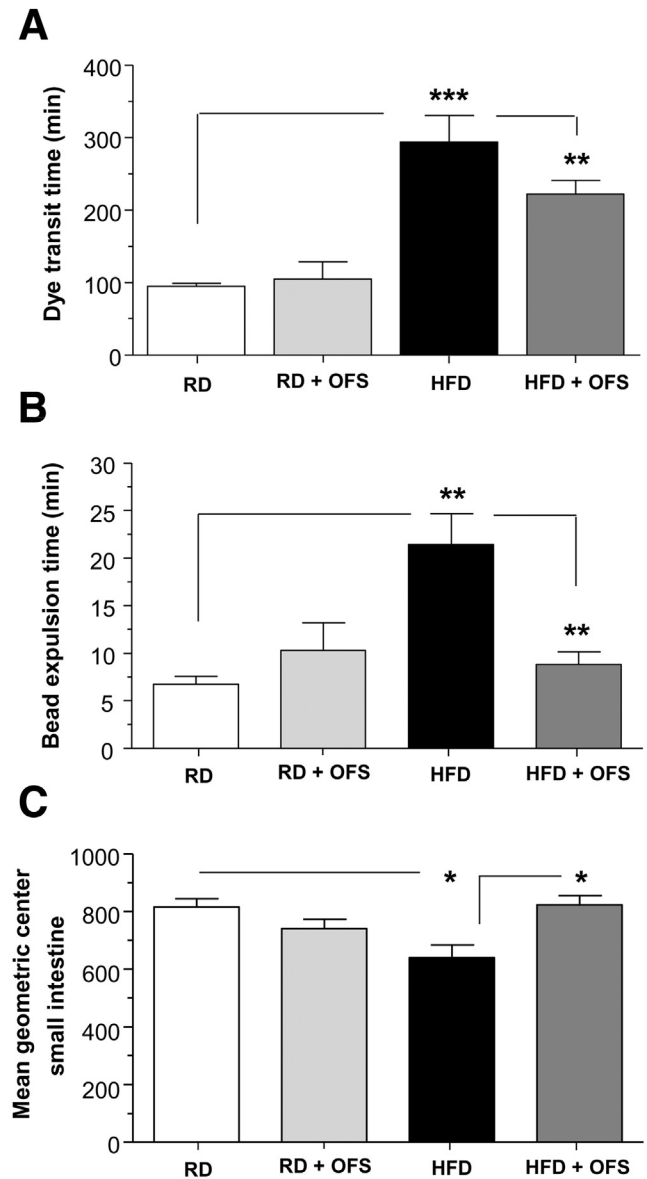 A
Dye transit time (min)
400
300
200
100
0
***
**
RD
RD + OFS
HFD
HFD + OFS
B
Bead expulsion time (min)
30
25
20
15
10
5
0
**
**
RD
RD + OFS
HFD
HFD + OFS
C
Mean geometric center
small intestine
1000
800
600
400
200
0
*
*
RD
RD + OFS
HFD
HFD + OFS